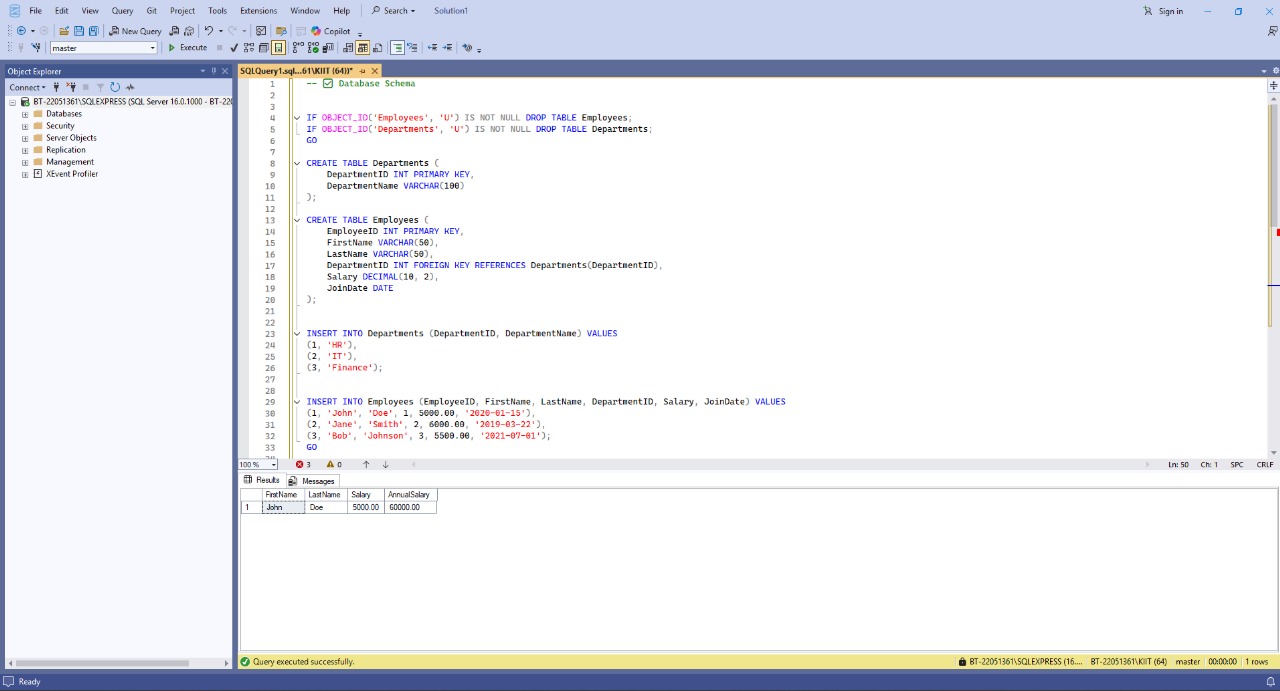 File Edit View Query Git Project Tools Extensions Window Help Search Solution1 Sign in
New Query Copilot
master Execute
Object Explorer
Connect
BT-22051361\SQLEXPRESS (SQL Server 16.0.1000 - BT-220
Databases
Security
Server Objects
Replication
Management
XEvent Profiler
SQLQuery1.sql...61\KIIT (64))*
1 -- ✅ Database Schema
2
3
4 IF OBJECT_ID('Employees', 'U') IS NOT NULL DROP TABLE Employees;
5 IF OBJECT_ID('Departments', 'U') IS NOT NULL DROP TABLE Departments;
6 GO
7
8 CREATE TABLE Departments (
9 DepartmentID INT PRIMARY KEY,
10 DepartmentName VARCHAR(100)
11 );
12
13 CREATE TABLE Employees (
14 EmployeeID INT PRIMARY KEY,
15 FirstName VARCHAR(50),
16 LastName VARCHAR(50),
17 DepartmentID INT FOREIGN KEY REFERENCES Departments(DepartmentID),
18 Salary DECIMAL(10, 2),
19 JoinDate DATE
20 );
21
22
23 INSERT INTO Departments (DepartmentID, DepartmentName) VALUES
24 (1, 'HR'),
25 (2, 'IT'),
26 (3, 'Finance');
27
28
29 INSERT INTO Employees (EmployeeID, FirstName, LastName, DepartmentID, Salary, JoinDate) VALUES
30 (1, 'John', 'Doe', 1, 5000.00, '2020-01-15'),
31 (2, 'Jane', 'Smith', 2, 6000.00, '2019-03-22'),
32 (3, 'Bob', 'Johnson', 3, 5500.00, '2021-07-01');
33 GO
100 % 3 0 Ln: 50 Ch: 1 SPC CRLF
Results Messages
FirstName LastName Salary AnnualSalary
1 John Doe 5000.00 60000.00
Query executed successfully. BT-22051361\SQLEXPRESS (16.... BT-22051361\KIIT (64) master 00:00:00 1 rows
Ready